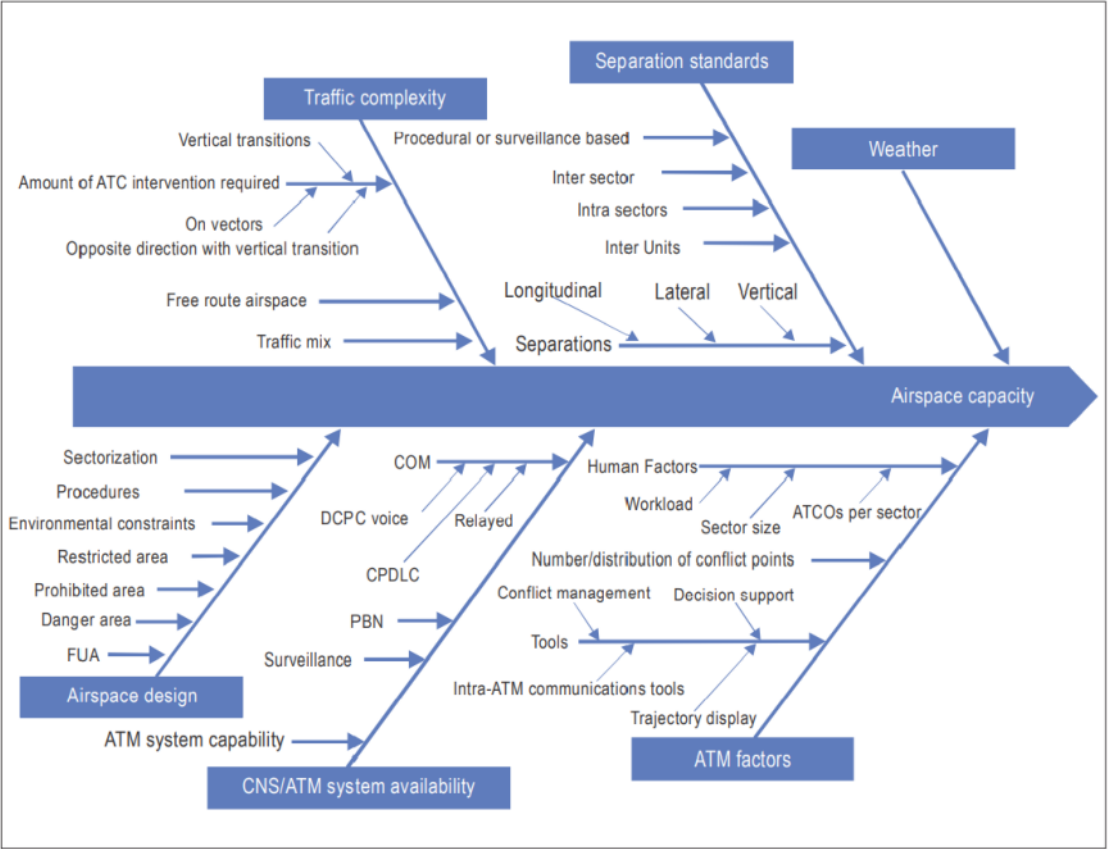 Separation standards
Traffic complexity
Weather
Vertical transitions
Procedural or surveillance based
Amount of ATC intervention required
Inter sector
On vectors
Intra sectors
Opposite direction with vertical transition
Inter Units
Free route airspace
Longitudinal
Lateral
Vertical
Traffic mix
Separations
Airspace capacity
Sectorization
Procedures
Environmental constraints
Restricted area
Prohibited area
Danger area
FUA
Airspace design
COM
DCPC voice
Relayed
CPDLC
PBN
Surveillance
ATM system capability
CNS/ATM system availability
Human Factors
Workload
Sector size
ATCOs per sector
Number/distribution of conflict points
Conflict management
Decision support
Tools
Intra-ATM communications tools
Trajectory display
ATM factors